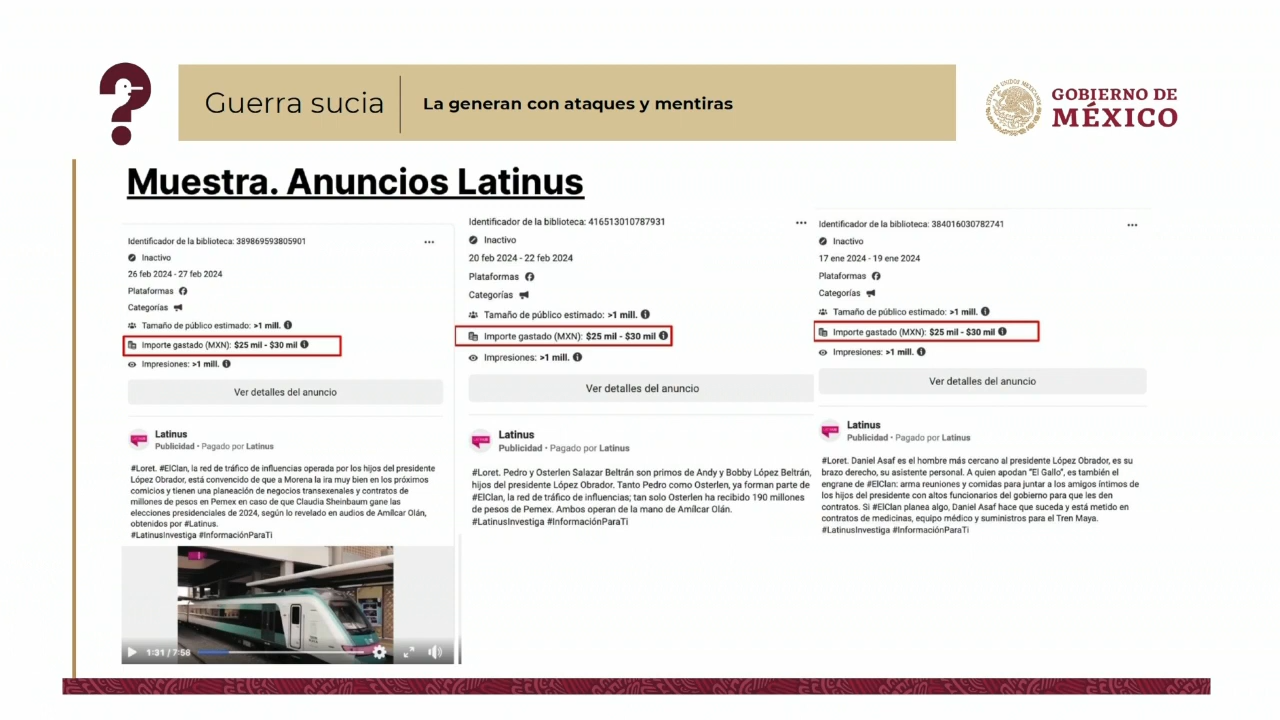 Guerra sucia
La generan con ataques y mentiras
GOBIERNO DE
MÉXICO
Muestra. Anuncios Latinus
Identificador de la biblioteca: 389869593805901
Inactivo
26 feb 2024 - 27 feb 2024
Plataformas
Categorías
Tamaño de público estimado: >1 mill.
Importe gastado (MXN): $25 mil - $30 mil
Impresiones: >1 mill.
Ver detalles del anuncio
Latinus
Publicidad • Pagado por Latinus
#Loret. #ElClan, la red de tráfico de influencias operada por los hijos del presidente
López Obrador, está convencido de que a Morena la ira muy bien en los próximos
comicios y tienen una planeación de negocios transexenales y contratos de
millones de pesos en Pemex en caso de que Claudia Sheinbaum gane las
elecciones presidenciales de 2024, según lo revelado en audios de Amílcar Olán,
obtenidos por #Latinus.
#LatinusInvestiga #InformaciónParaTi
1:31 / 7:58
Identificador de la biblioteca: 416513010787931
Inactivo
20 feb 2024 - 22 feb 2024
Plataformas
Categorías
Tamaño de público estimado: >1 mill.
Importe gastado (MXN): $25 mil - $30 mil
Impresiones: >1 mill.
Ver detalles del anuncio
Latinus
Publicidad • Pagado por Latinus
#Loret. Pedro y Osterlen Salazar Beltrán son primos de Andy y Bobby López Beltrán,
hijos del presidente López Obrador. Tanto Pedro como Osterlen, ya forman parte de
#ElClan, la red de tráfico de influencias; tan solo Osterlen ha recibido 190 millones
de pesos de Pemex. Ambos operan de la mano de Amílcar Olán.
#LatinusInvestiga #InformaciónParaTi
Identificador de la biblioteca: 384016030782741
Inactivo
17 ene 2024 - 19 ene 2024
Plataformas
Categorías
Tamaño de público estimado: >1 mill.
Importe gastado (MXN): $25 mil - $30 mil
Impresiones: >1 mill.
Ver detalles del anuncio
Latinus
Publicidad • Pagado por Latinus
#Loret. Daniel Asaf es el hombre más cercano al presidente López Obrador, es su
brazo derecho, su asistente personal. A quien apodan "El Gallo", es también el
engrane de #ElClan: arma reuniones y comidas para juntar a los amigos íntimos de
los hijos del presidente con altos funcionarios del gobierno para que les den
contratos. Si #ElClan planea algo, Daniel Asaf hace que suceda y está metido en
contratos de medicinas, equipo médico y suministros para el Tren Maya.
#LatinusInvestiga #InformaciónParaTi